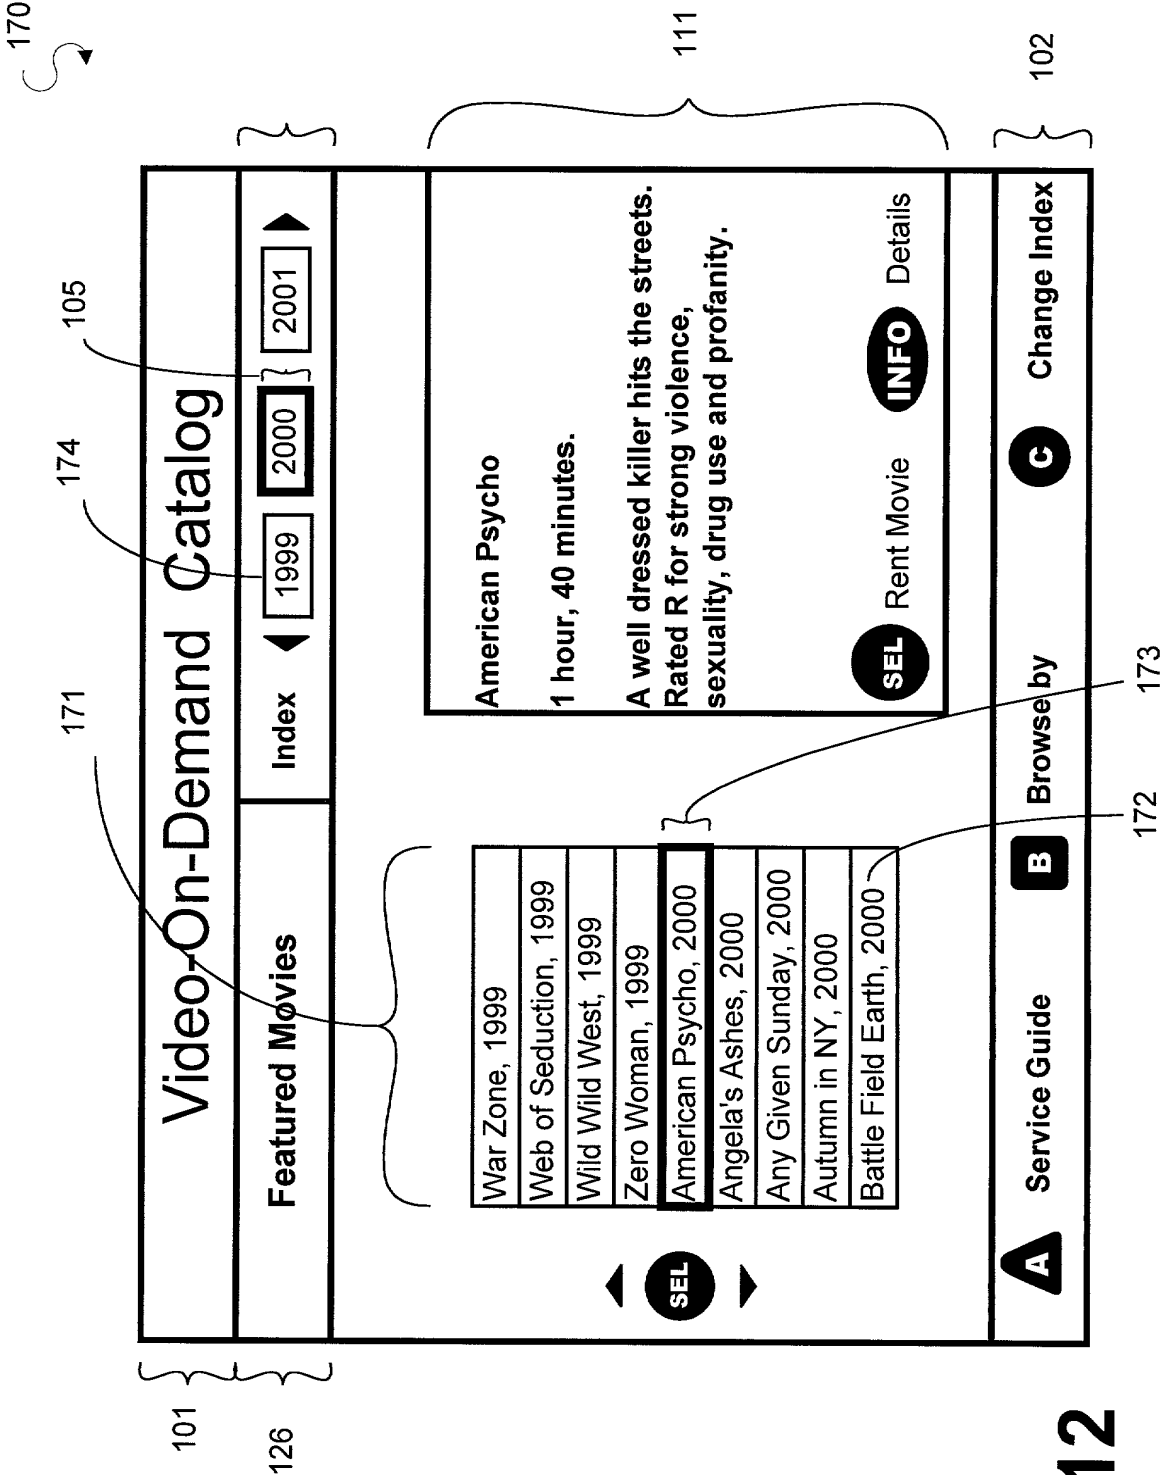 170
Video-On-Demand Catalog
101
Featured Movies
Index
1999
2000
2001
126
171
174
105
War Zone, 1999
Web of Seduction, 1999
Wild Wild West, 1999
Zero Woman, 1999
American Psycho, 2000
Angela's Ashes, 2000
Any Given Sunday, 2000
Autumn in NY, 2000
Battle Field Earth, 2000
SEL
American Psycho
1 hour, 40 minutes.
A well dressed killer hits the streets.
Rated R for strong violence,
sexuality, drug use and profanity.
SEL Rent Movie
INFO Details
111
A Service Guide
B Browse by
C Change Index
102
172
173
12